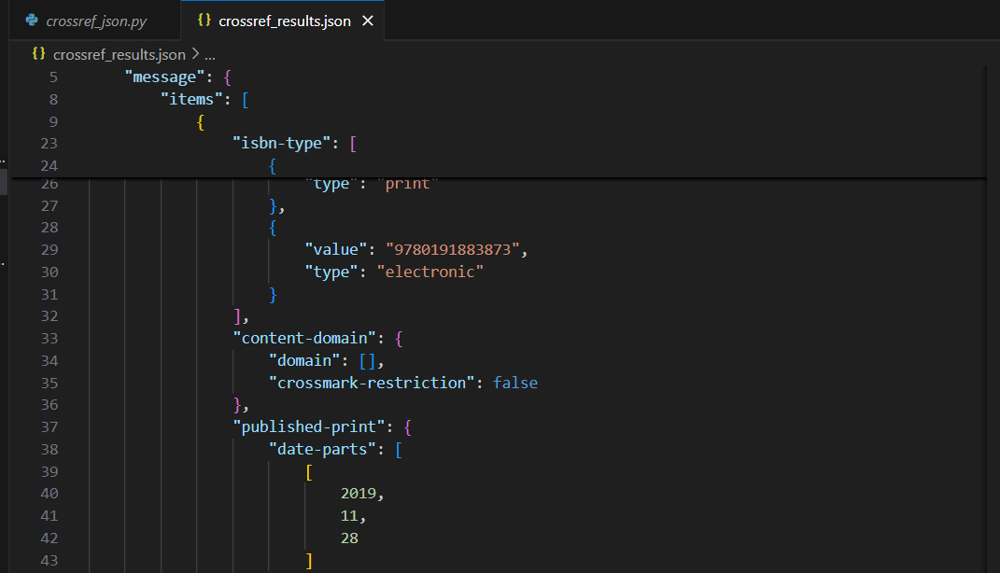 crossref_json.py
{} crossref_results.json ×
{} crossref_results.json > ...
5 "message": {
8 "items": [
9 {
23 "isbn-type": [
24 {
26 "type": "print"
27 },
28 {
29 "value": "9780191883873",
30 "type": "electronic"
31 }
32 ],
33 "content-domain": {
34 "domain": [],
35 "crossmark-restriction": false
36 },
37 "published-print": {
38 "date-parts": [
39 [
40 2019,
41 11,
42 28
43 ]